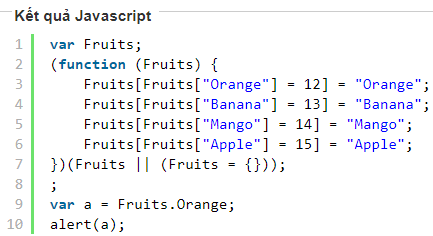 Kết quả Javascript
1 var Fruits;
2 (function (Fruits) {
3     Fruits[Fruits["Orange"] = 12] = "Orange";
4     Fruits[Fruits["Banana"] = 13] = "Banana";
5     Fruits[Fruits["Mango"] = 14] = "Mango";
6     Fruits[Fruits["Apple"] = 15] = "Apple";
7 })(Fruits || (Fruits = {}));
8 ;
9 var a = Fruits.Orange;
10 alert(a);